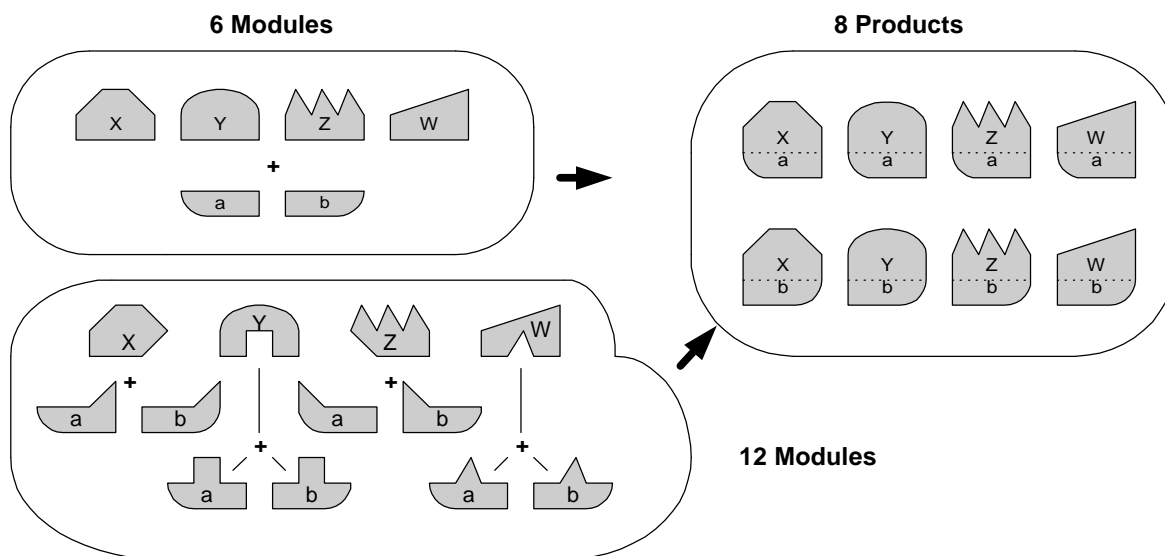 6 Modules
8 Products
X Y Z W
+
a b
X Y Z W
a a a a
X Y Z W
b b b b
X Y Z W
+ +
a b a b
+ +
a b a b
12 Modules